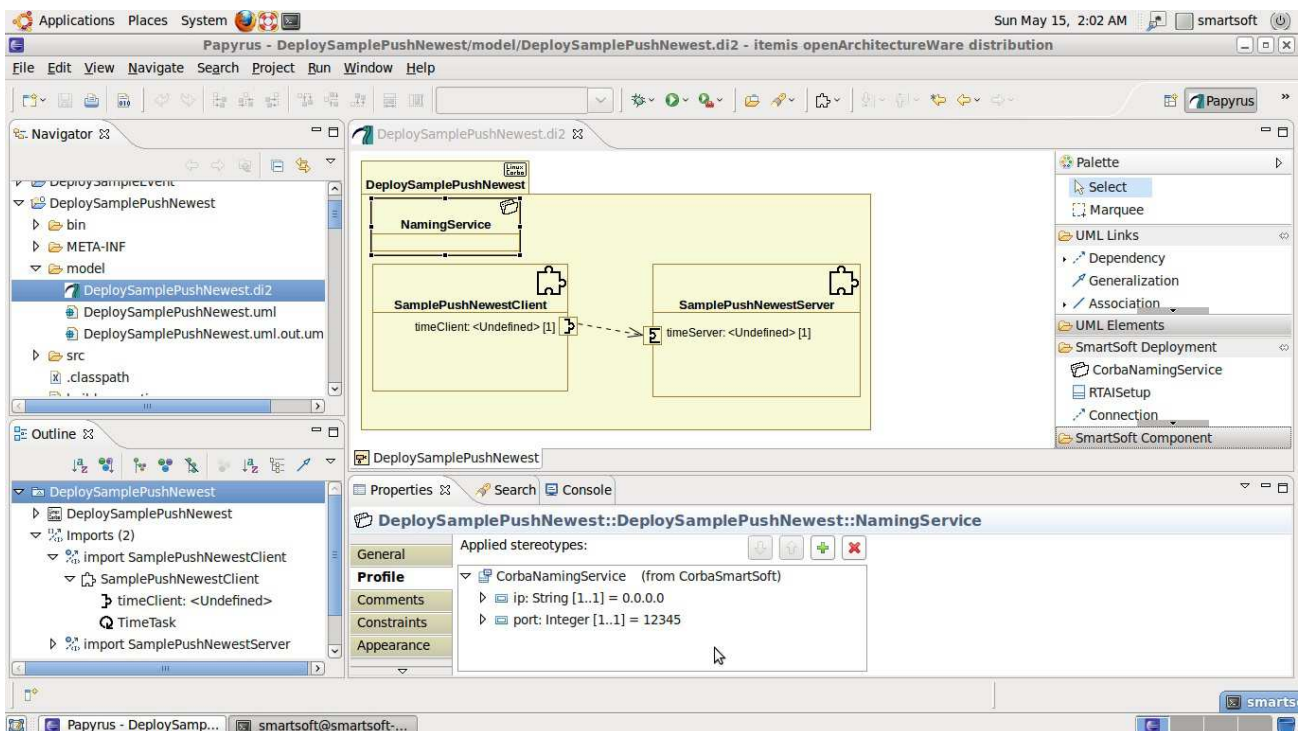 Applications Places System
Sun May 15, 2:02 AM
smartsoft
Papyrus - DeploySamplePushNewest/model/DeploySamplePushNewest.di2 - itemis openArchitectureWare distribution
File Edit View Navigate Search Project Run Window Help
Papyrus
»
Navigator
DeploySampleEvent
DeploySamplePushNewest
bin
META-INF
model
DeploySamplePushNewest.di2
DeploySamplePushNewest.uml
DeploySamplePushNewest.uml.out.um
src
.classpath
DeploySamplePushNewest.di2
Linux
Corba
DeploySamplePushNewest
NamingService
SamplePushNewestClient
timeClient: <Undefined> [1]
SamplePushNewestServer
timeServer: <Undefined> [1]
DeploySamplePushNewest
Palette
Select
Marquee
UML Links
Dependency
Generalization
Association
UML Elements
SmartSoft Deployment
CorbaNamingService
RTAISetup
Connection
SmartSoft Component
Outline
DeploySamplePushNewest
DeploySamplePushNewest
Imports (2)
import SamplePushNewestClient
SamplePushNewestClient
timeClient: <Undefined>
TimeTask
import SamplePushNewestServer
Properties Search Console
DeploySamplePushNewest::DeploySamplePushNewest::NamingService
General
Profile
Comments
Constraints
Appearance
Applied stereotypes:
CorbaNamingService (from CorbaSmartSoft)
ip: String [1..1] = 0.0.0.0
port: Integer [1..1] = 12345
smarts
Papyrus - DeploySamp...
smartsoft@smartsoft-...